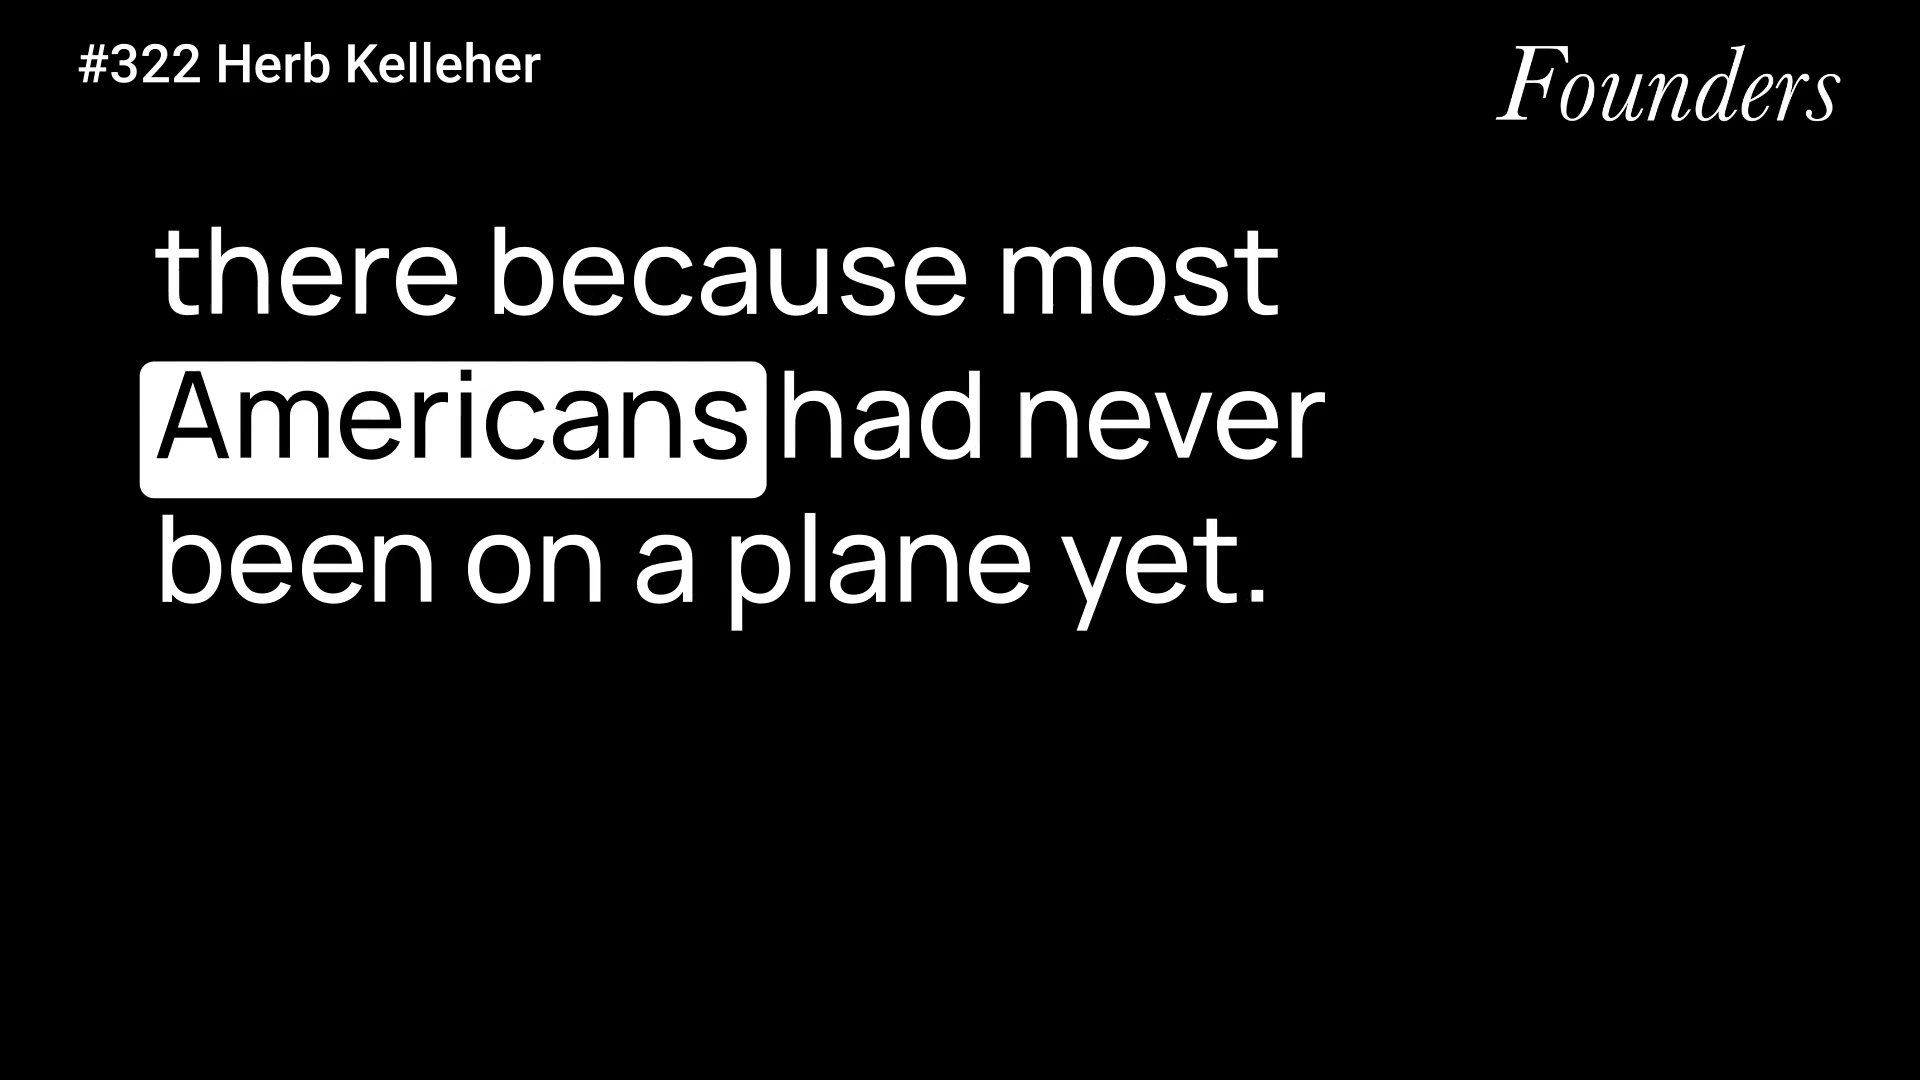 #322 Herb Kelleher
Founders
there because most
Americans had never
been on a plane yet.